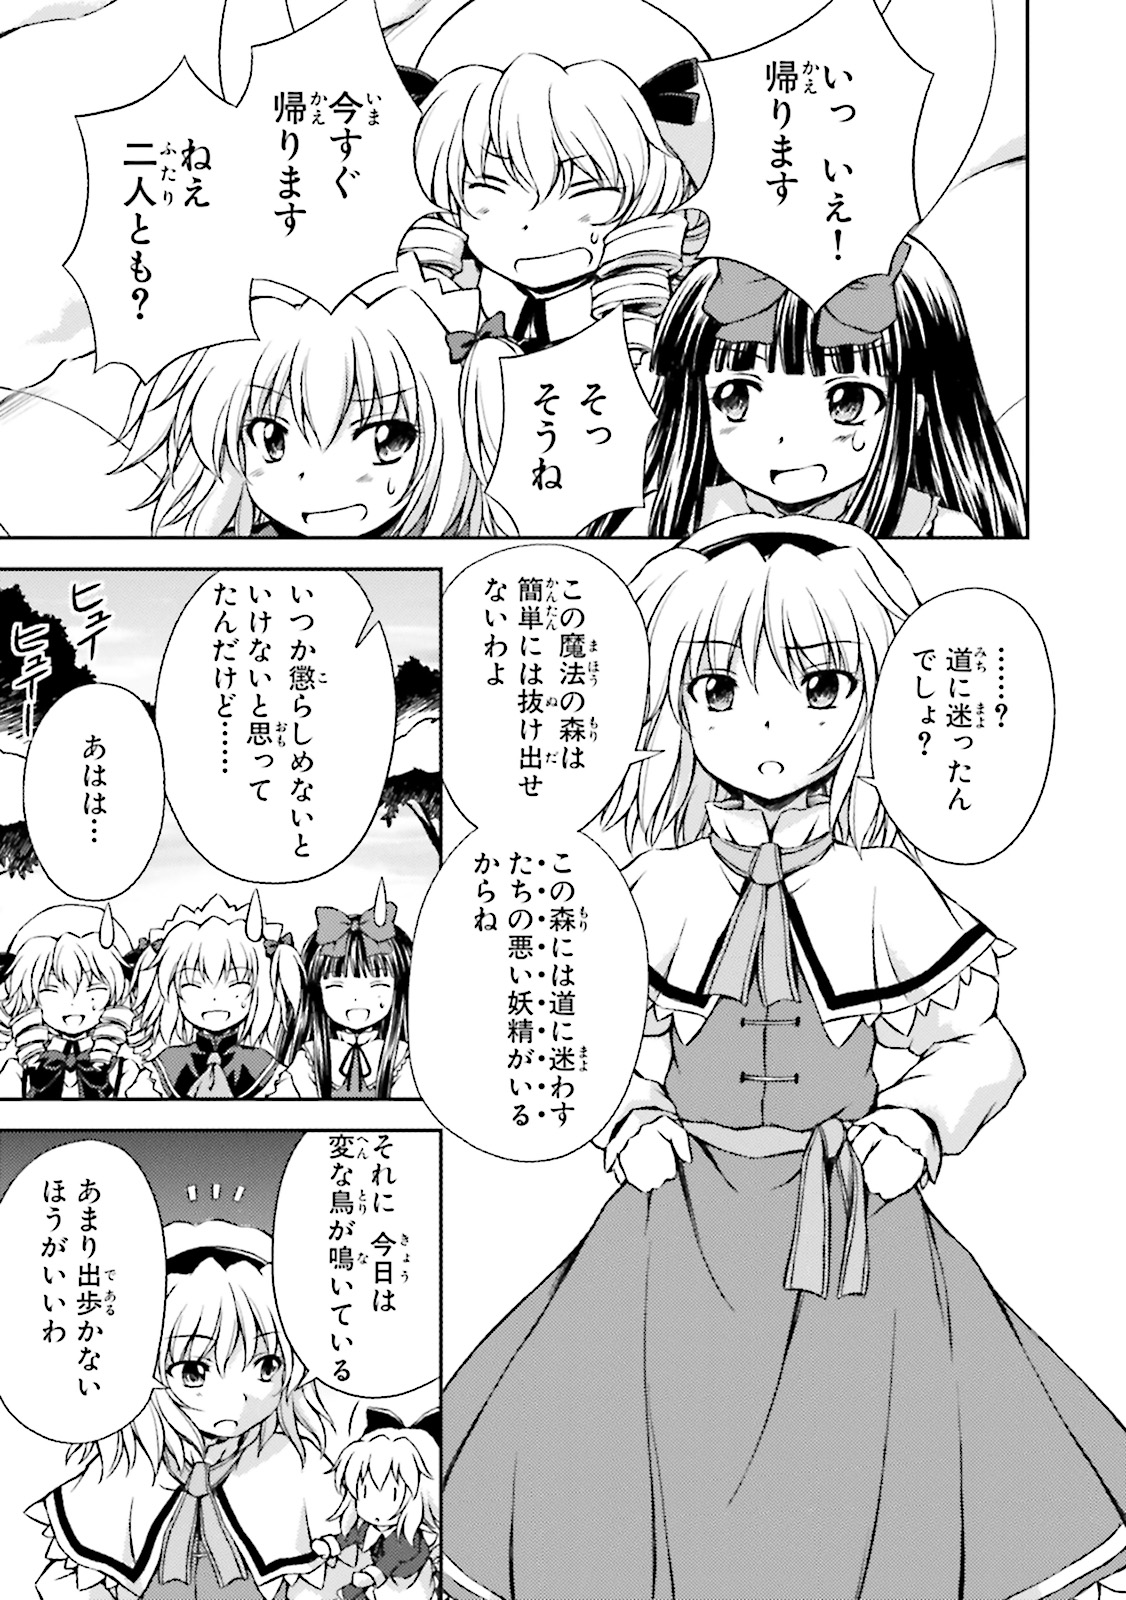 いっ いえ!
帰ります
今すぐ
帰ります
ねえ
二人とも?
そっ
そうね
……?
道に迷ったん
でしょ?
この魔法の森は
簡単には抜け出せ
ないわよ
この森には道に迷わす
たちの悪い妖精がいる
からね
いつか懲らしめないと
いけないと思って
たんだけど……
ヒュイ
ヒュー
あはは…
それに 今日は
変な鳥が鳴いている
あまり出歩かない
ほうがいいわ